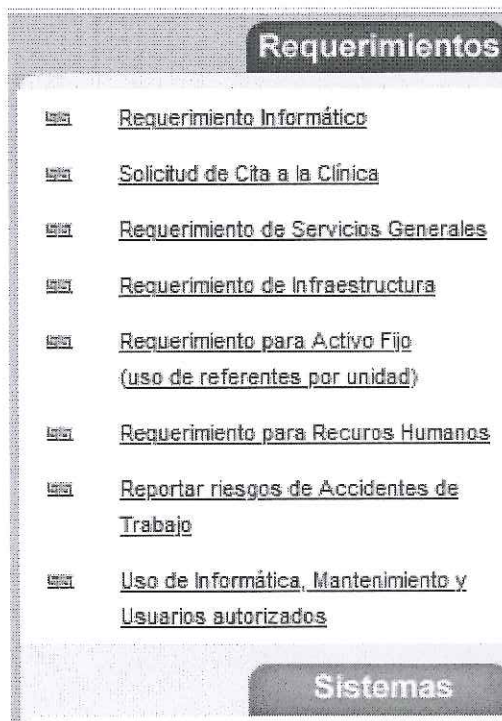 Requerimientos
Requerimiento Informático
Solicitud de Cita a la Clínica
Requerimiento de Servicios Generales
Requerimiento de Infraestructura
Requerimiento para Activo Fijo
(uso de referentes por unidad)
Requerimiento para Recuros Humanos
Reportar riesgos de Accidentes de
Trabajo
Uso de Informática, Mantenimiento y
Usuarios autorizados
Sistemas